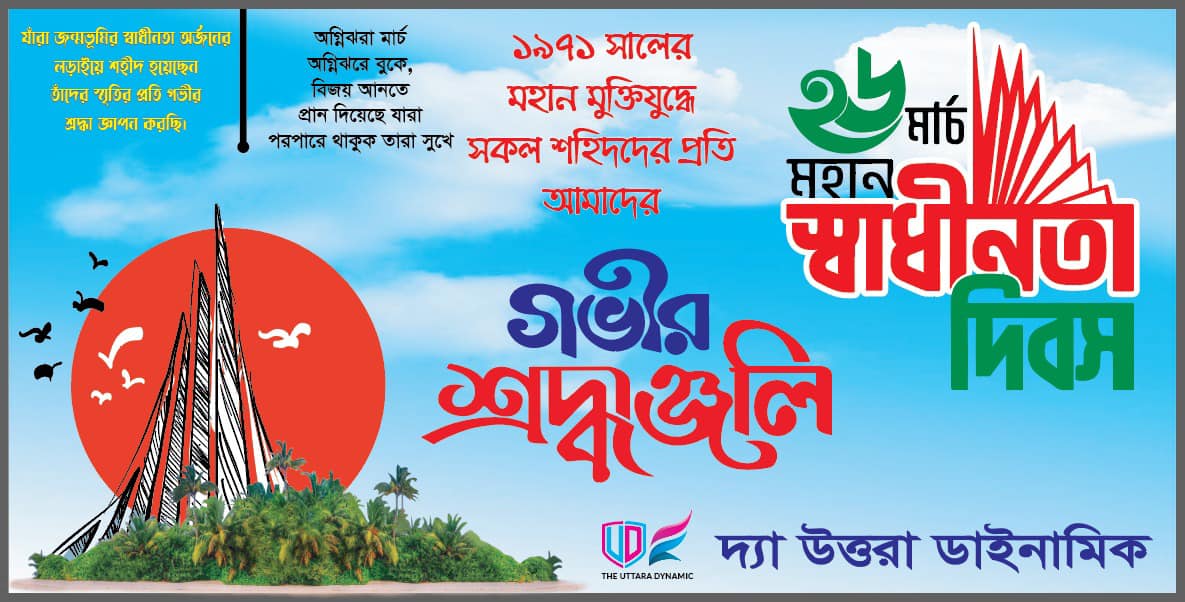 যাঁরা জন্মভূমির স্বাধীনতা অর্জনের
লড়াইয়ে শহীদ হয়েছেন
তাঁদের স্মৃতির প্রতি গভীর
শ্রদ্ধা জ্ঞাপন করছি।
অগ্নিঝরা মার্চ
অগ্নিঝরে বুকে,
বিজয় আনতে
প্রান দিয়েছে যারা
পরপারে থাকুক তারা সুখে
১৯৭১ সালের
মহান মুক্তিযুদ্ধে
সকল শহিদদের প্রতি
আমাদের
গভীর
শ্রদ্ধাঞ্জলি
২৬ মার্চ
মহান
স্বাধীনতা
দিবস
UD
THE UTTARA DYNAMIC
দ্যা উত্তরা ডাইনামিক